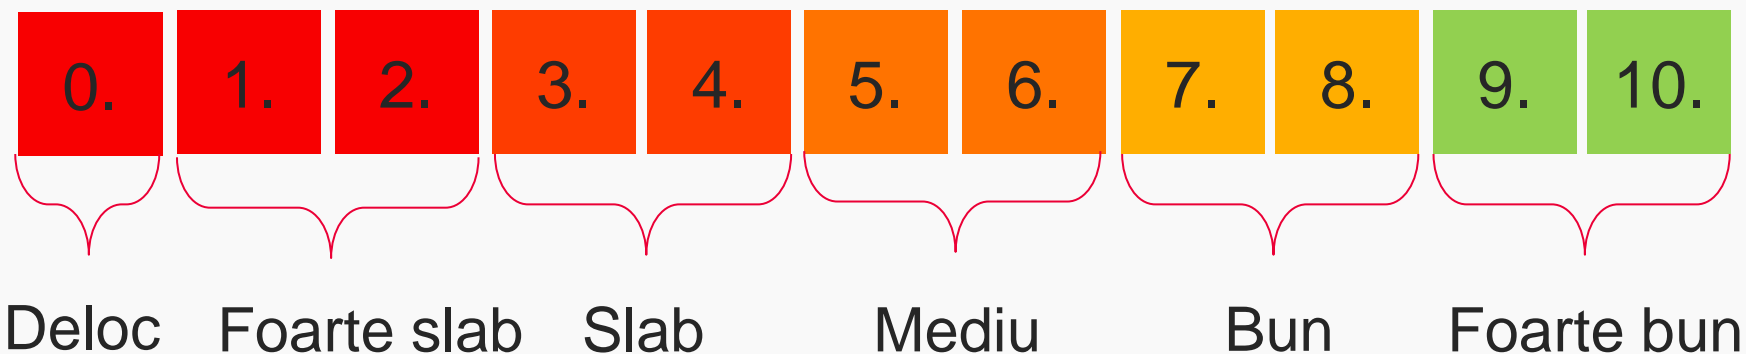 0. 1. 2. 3. 4. 5. 6. 7. 8. 9. 10.
Deloc Foarte slab Slab Mediu Bun Foarte bun